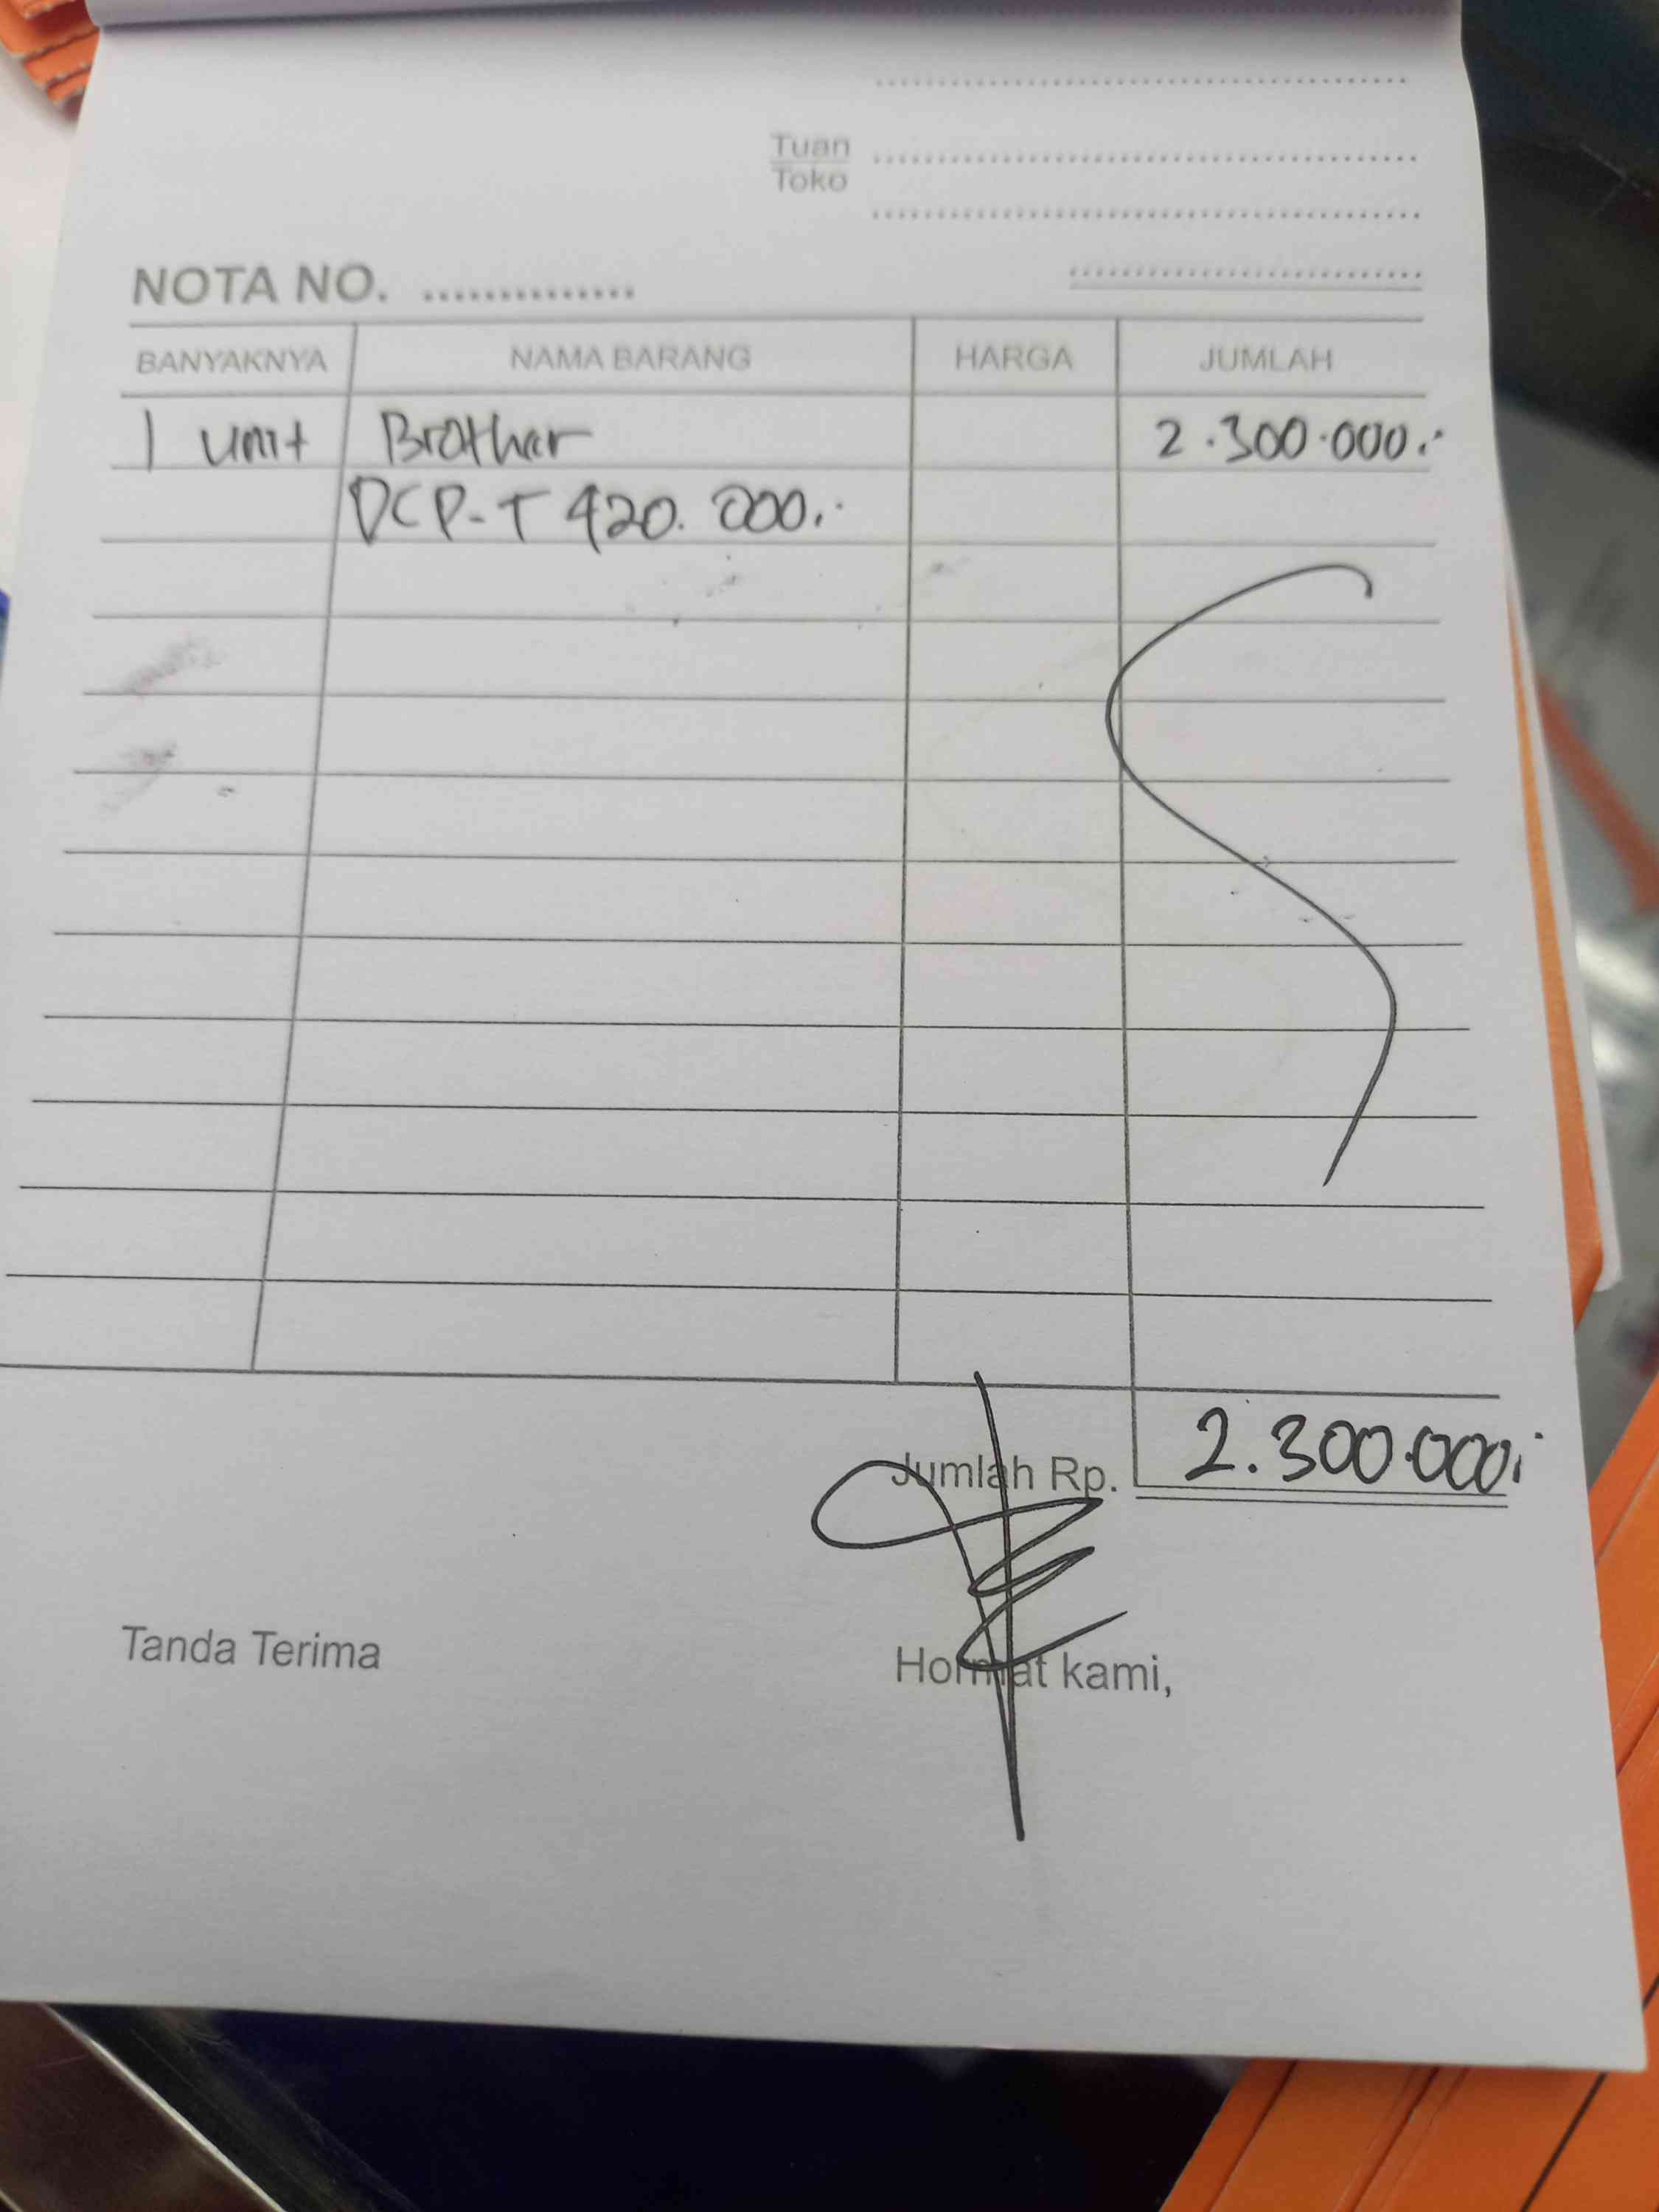 Tuan
Toko
NOTA NO. ..............
BANYAKNYA NAMA BARANG HARGA JUMLAH
1 unit Brother 2.300.000.-
DCP-T 420.000.-
Jumlah Rp. 2.300.000.-
Tanda Terima Hormat kami,